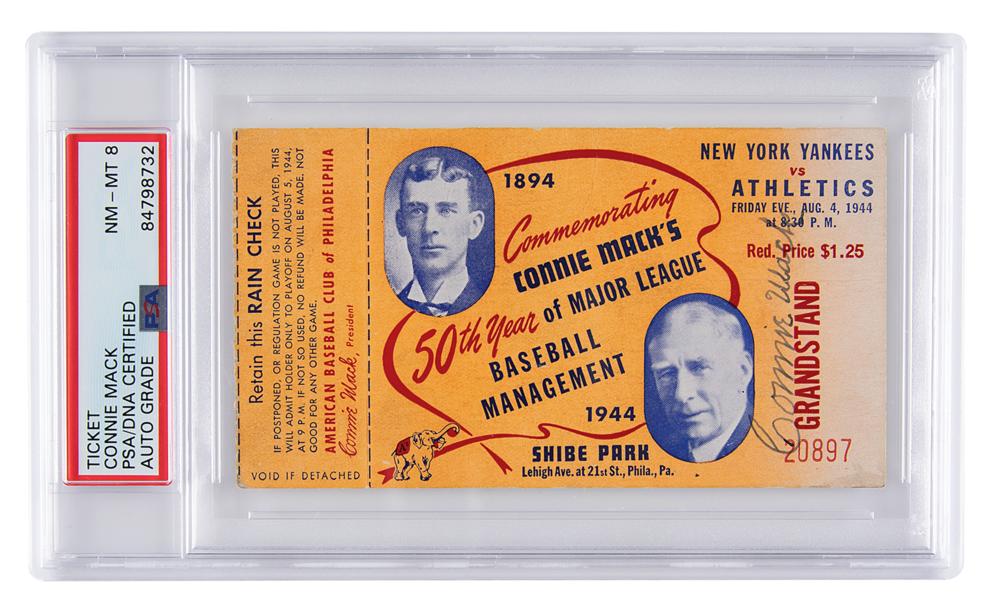 TICKET
CONNIE MACK
PSA/DNA CERTIFIED
AUTO GRADE
NM - MT 8
84798732
PSA
Retain this RAIN CHECK
IF POSTPONED, OR REGULATION GAME IS NOT PLAYED, THIS
WILL ADMIT HOLDER ONLY TO PLAYOFF ON AUGUST 5, 1944,
AT 9 P. M. IF NOT SO USED, NO REFUND WILL BE MADE. NOT
GOOD FOR ANY OTHER GAME.
AMERICAN BASEBALL CLUB of PHILADELPHIA
Connie Mack, President
VOID IF DETACHED
1894
Commemorating
CONNIE MACK'S
50th Year of MAJOR LEAGUE
BASEBALL
MANAGEMENT
1944
A
SHIBE PARK
Lehigh Ave. at 21st St., Phila., Pa.
NEW YORK YANKEES
vs
ATHLETICS
FRIDAY EVE., AUG. 4, 1944
at 8:30 P. M.
Red. Price $1.25
GRANDSTAND
Connie Mack
20897